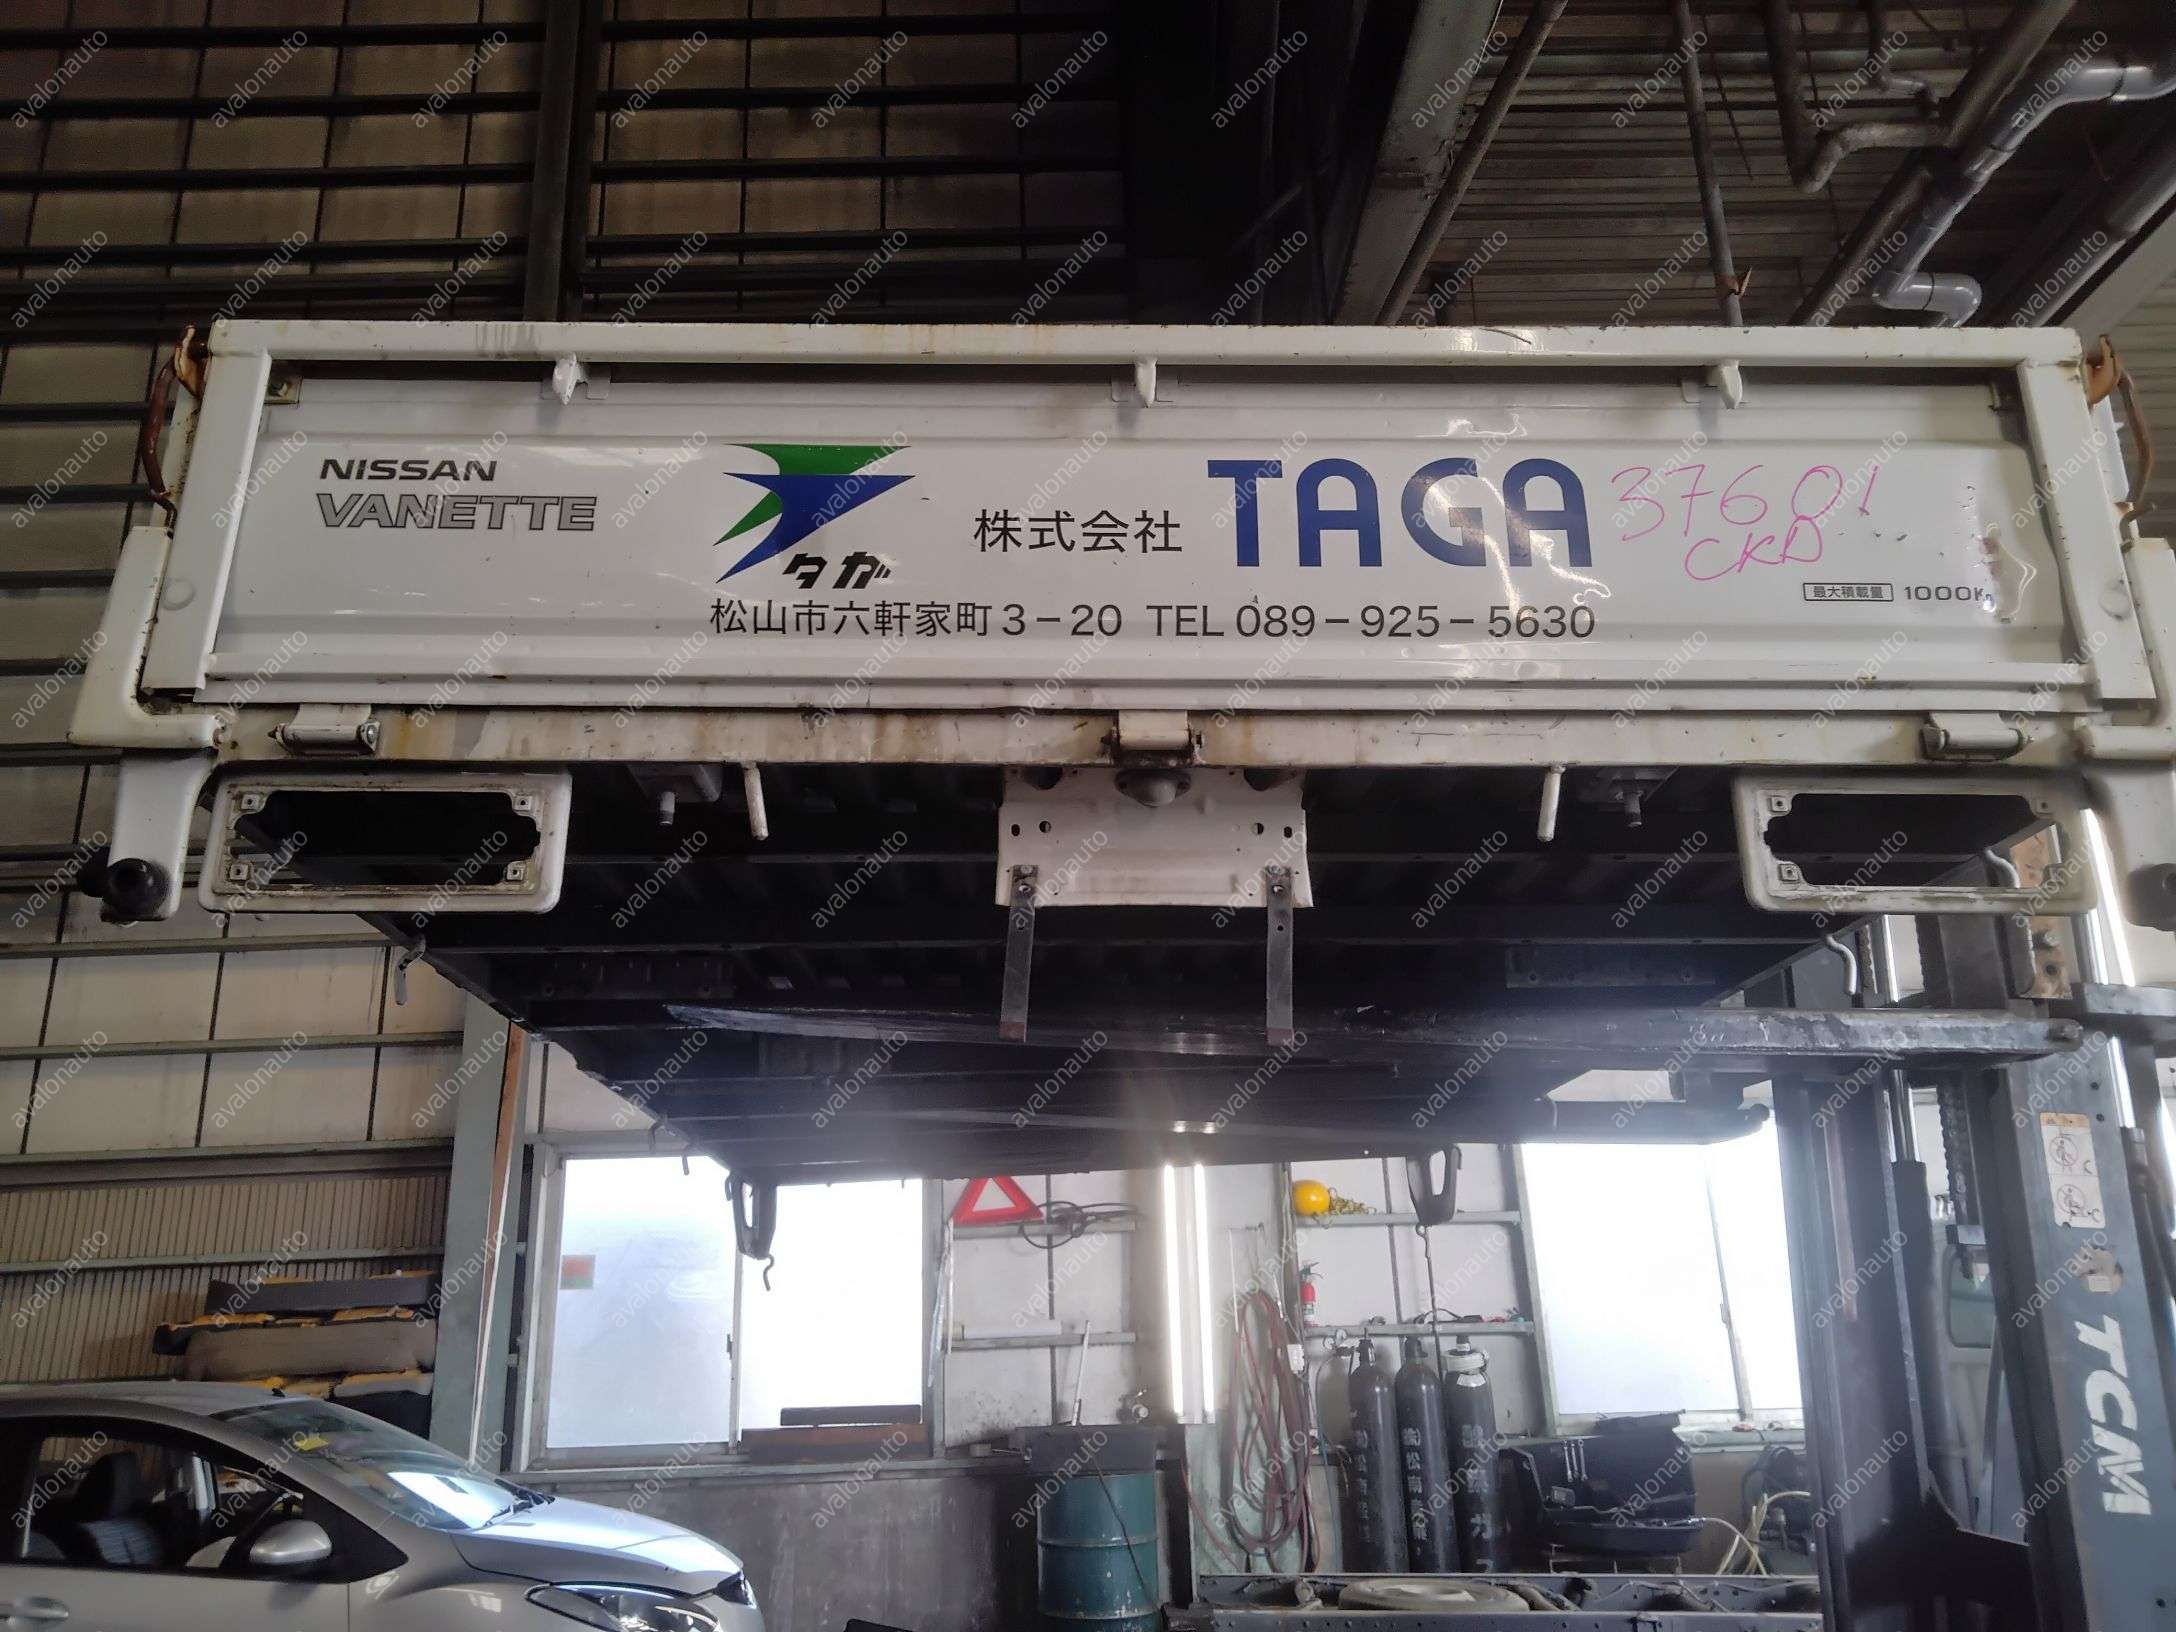 NISSAN
VANETTE
タガ
株式会社 TAGA
37601
CKD
最大積載量 1000Kg
松山市六軒家町3-20 TEL 089-925-5630
TCM
avalonauto